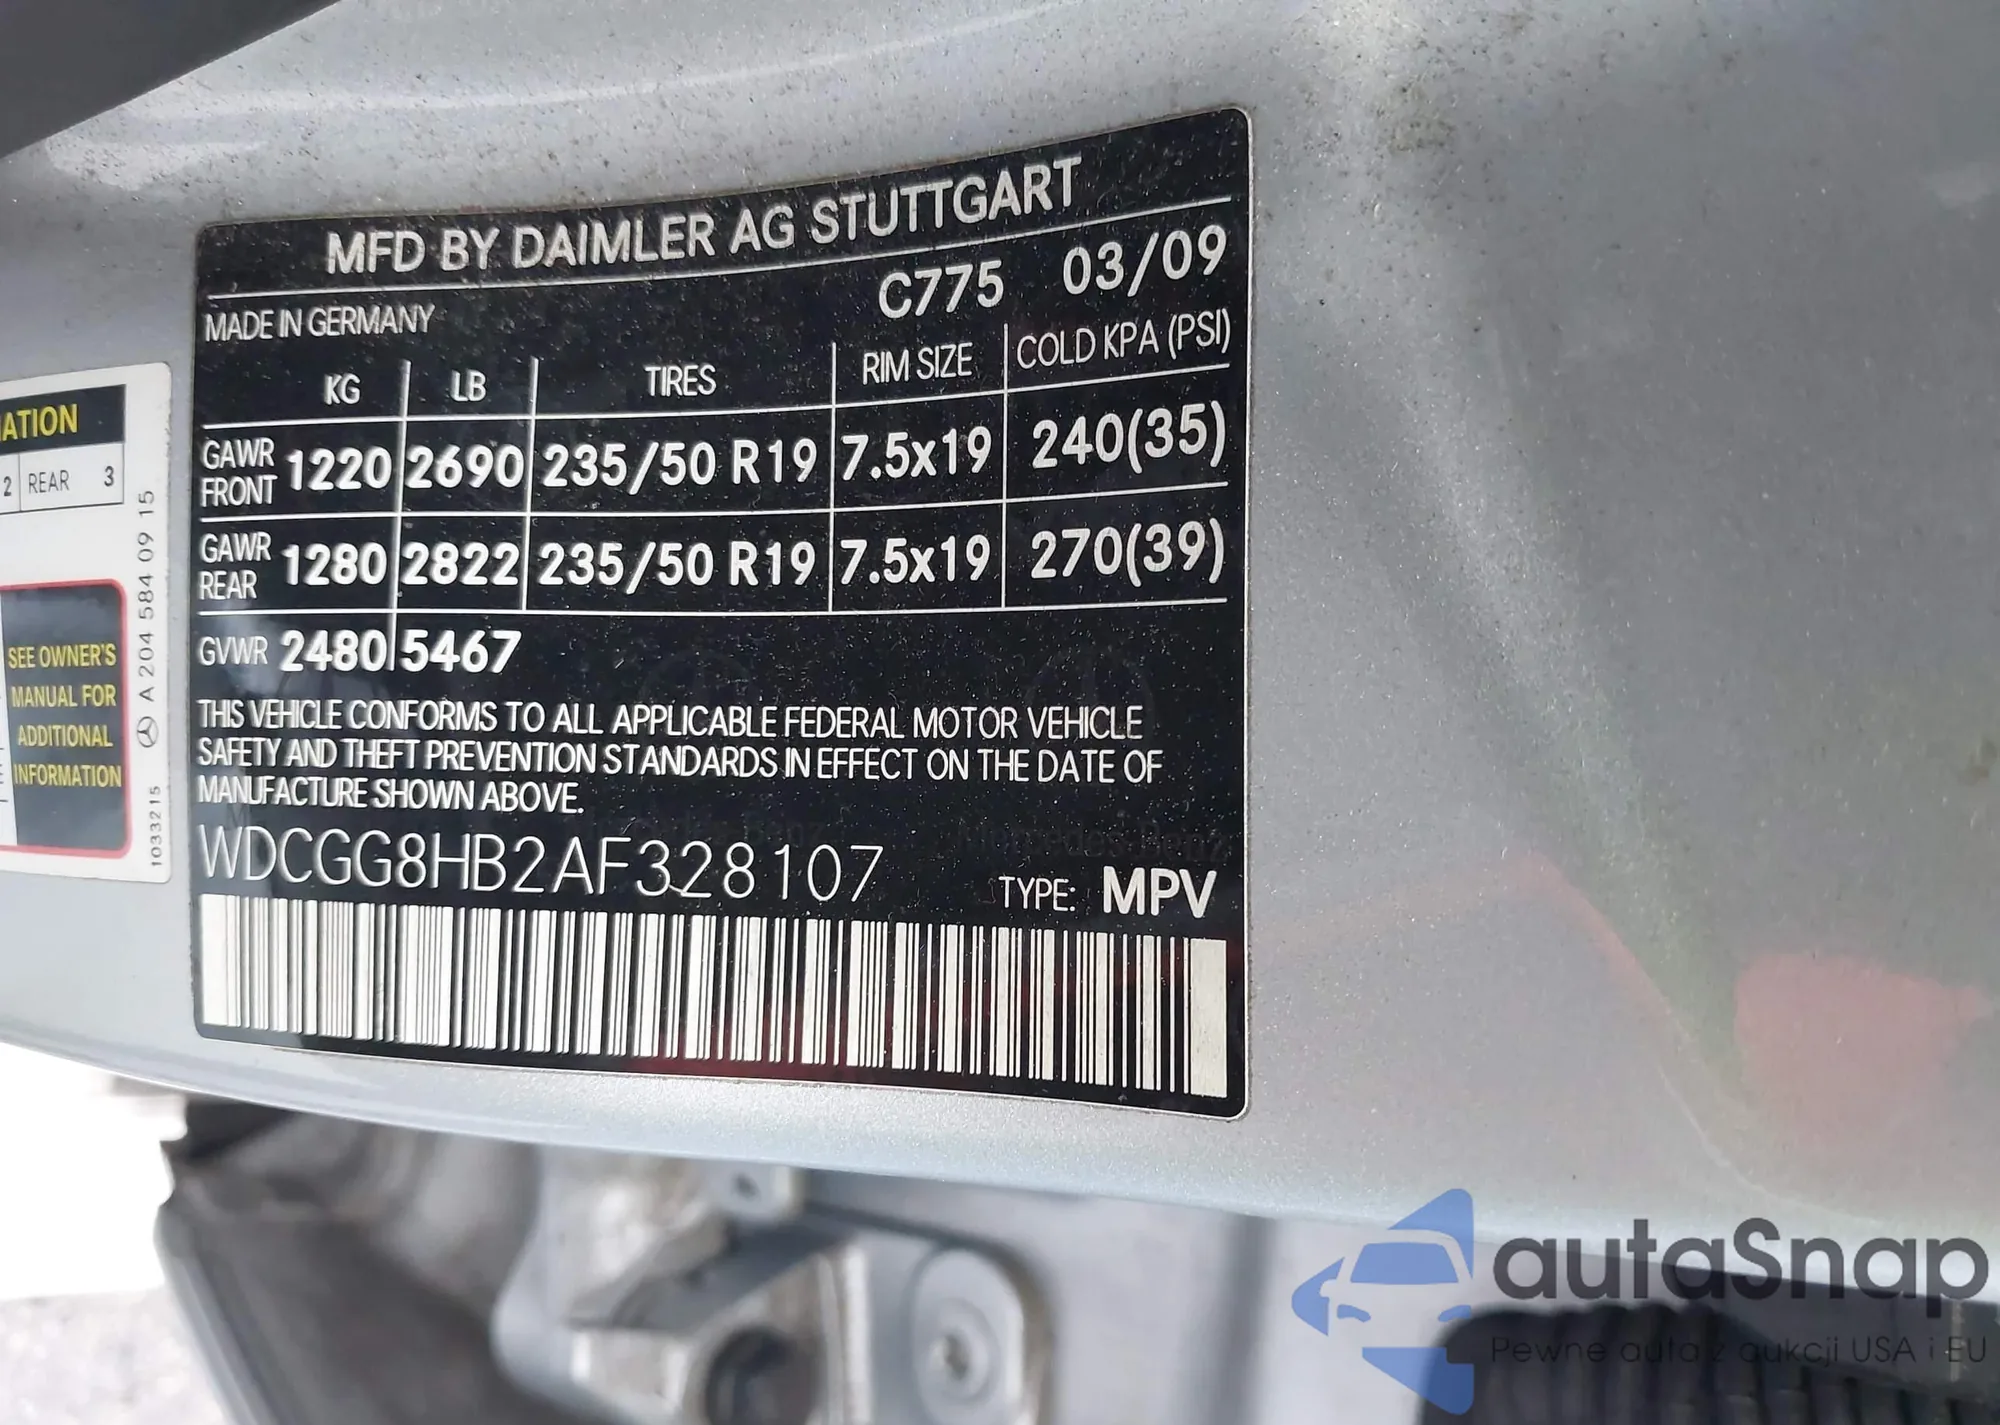 MFD BY DAIMLER AG STUTTGART
MADE IN GERMANY C775 03/09
KG LB TIRES RIM SIZE COLD KPA (PSI)
GAWR FRONT 1220 2690 235/50 R19 7.5x19 240(35)
GAWR REAR 1280 2822 235/50 R19 7.5x19 270(39)
GVWR 2480 5467
THIS VEHICLE CONFORMS TO ALL APPLICABLE FEDERAL MOTOR VEHICLE
SAFETY AND THEFT PREVENTION STANDARDS IN EFFECT ON THE DATE OF
MANUFACTURE SHOWN ABOVE.
WDCGG8HB2AF328107 TYPE: MPV
Mercedes-Benz
2 REAR 3
SEE OWNER'S
MANUAL FOR
ADDITIONAL
INFORMATION
A 204 584 09 15
1033215
autaSnap
Pewne auta z aukcji USA i EU